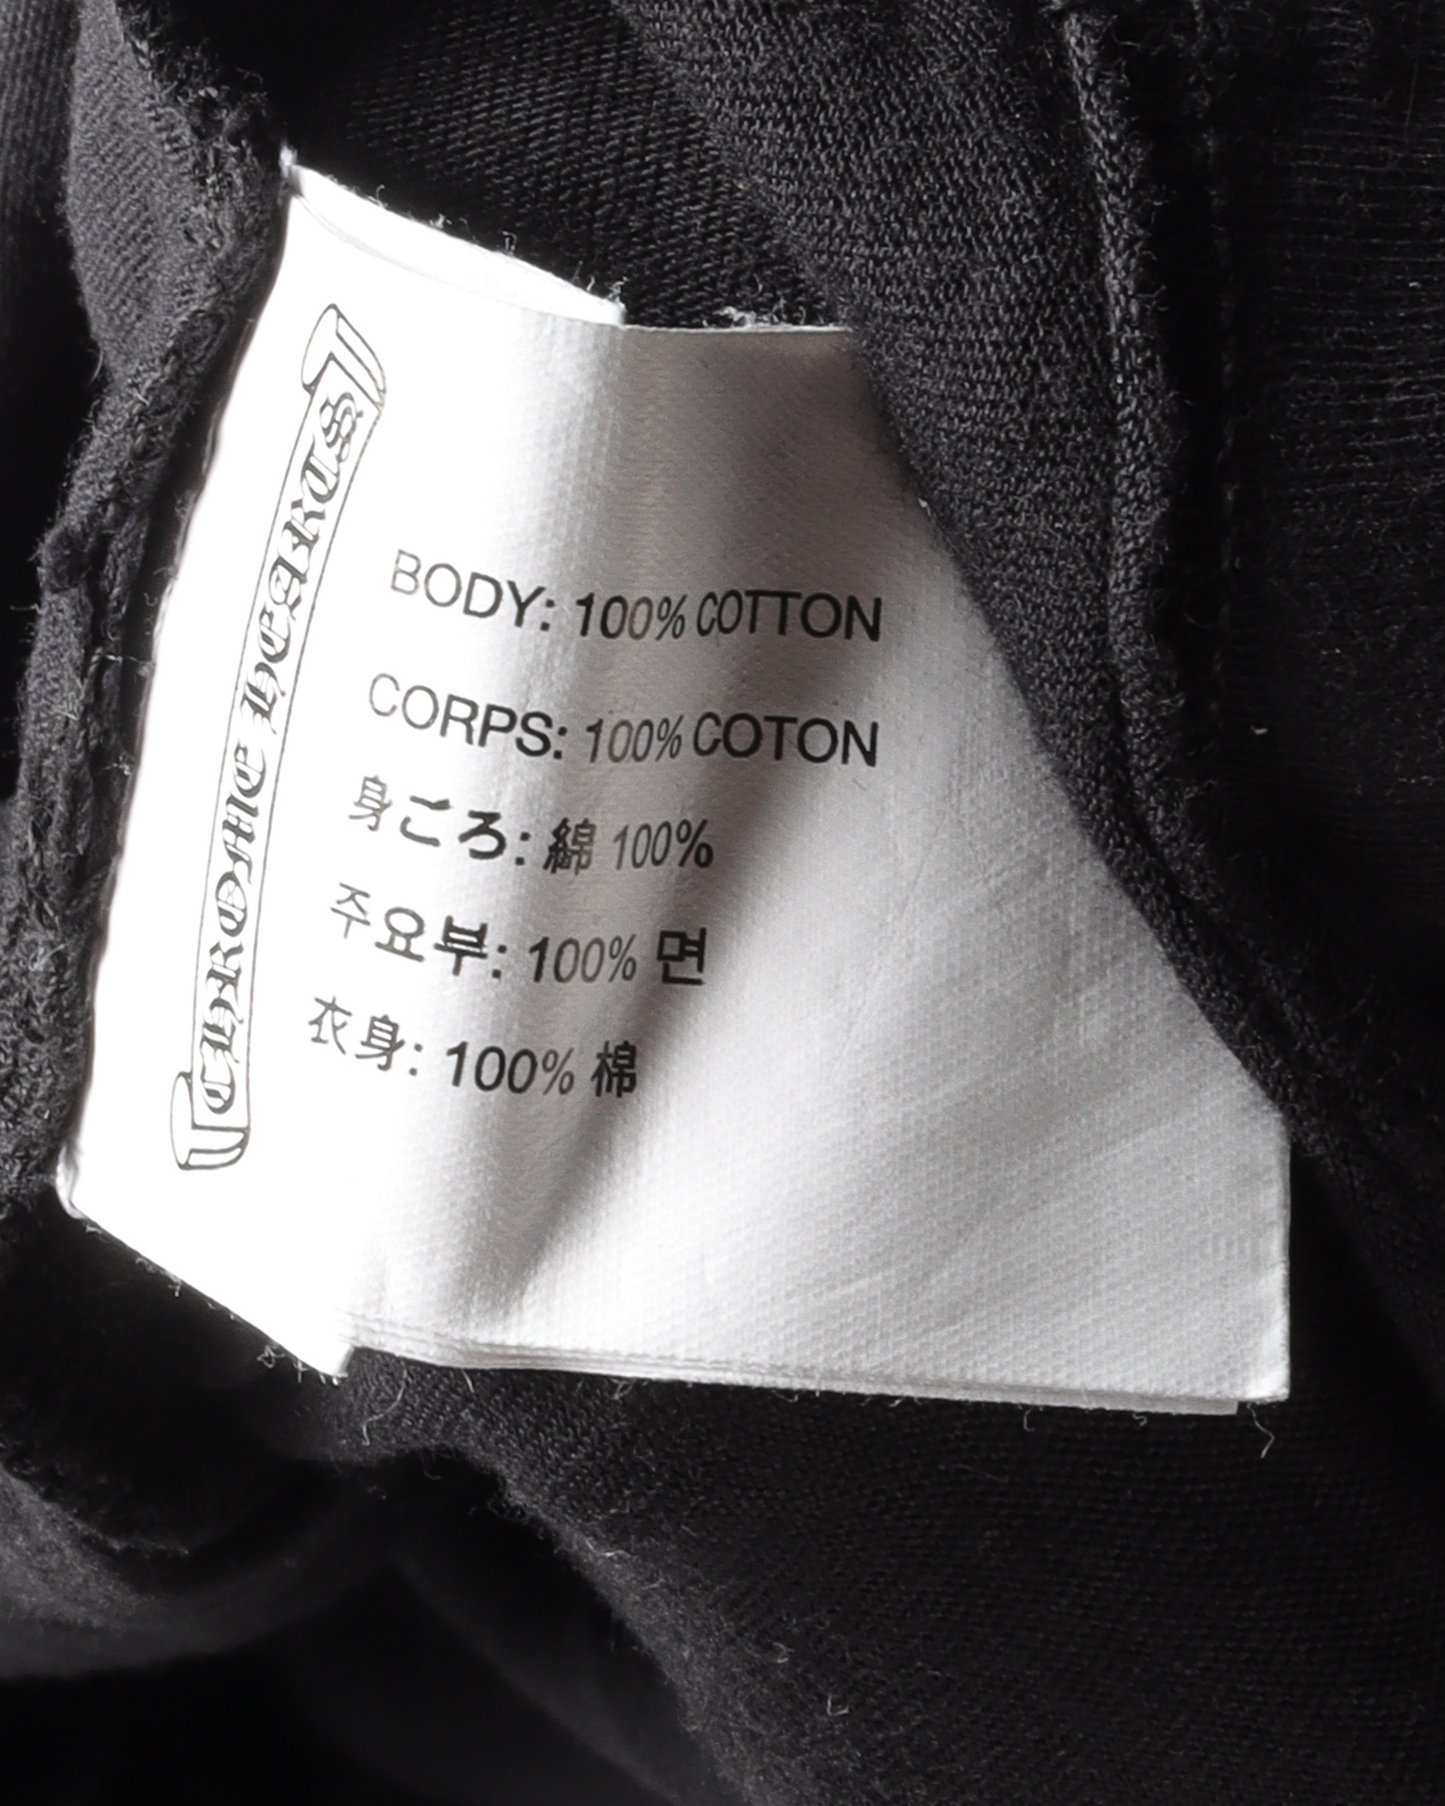 CHROME HEARTS
BODY: 100% COTTON
CORPS: 100% COTON
身ごろ: 綿 100%
주요부: 100% 면
衣身: 100% 棉